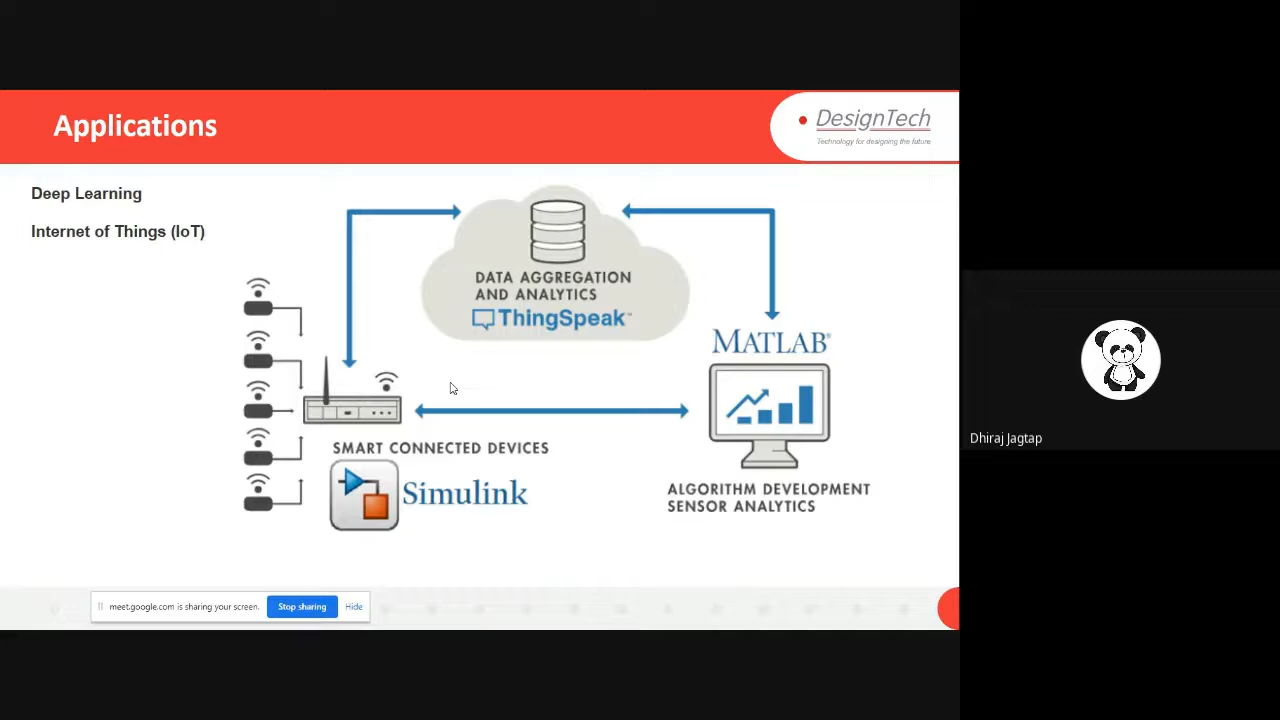 Applications
DesignTech
Technology for designing the future
Deep Learning
Internet of Things (IoT)
DATA AGGREGATION
AND ANALYTICS
ThingSpeak™
MATLAB®
SMART CONNECTED DEVICES
Simulink
ALGORITHM DEVELOPMENT
SENSOR ANALYTICS
meet.google.com is sharing your screen.
Stop sharing
Hide
Dhiraj Jagtap